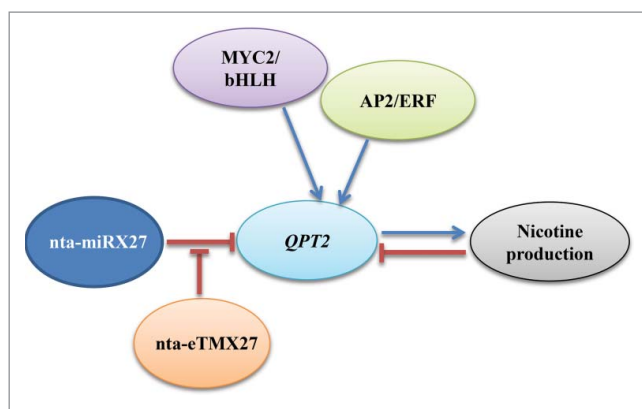 MYC2/
bHLH
AP2/ERF
nta-miRX27
QPT2
Nicotine
production
nta-eTMX27